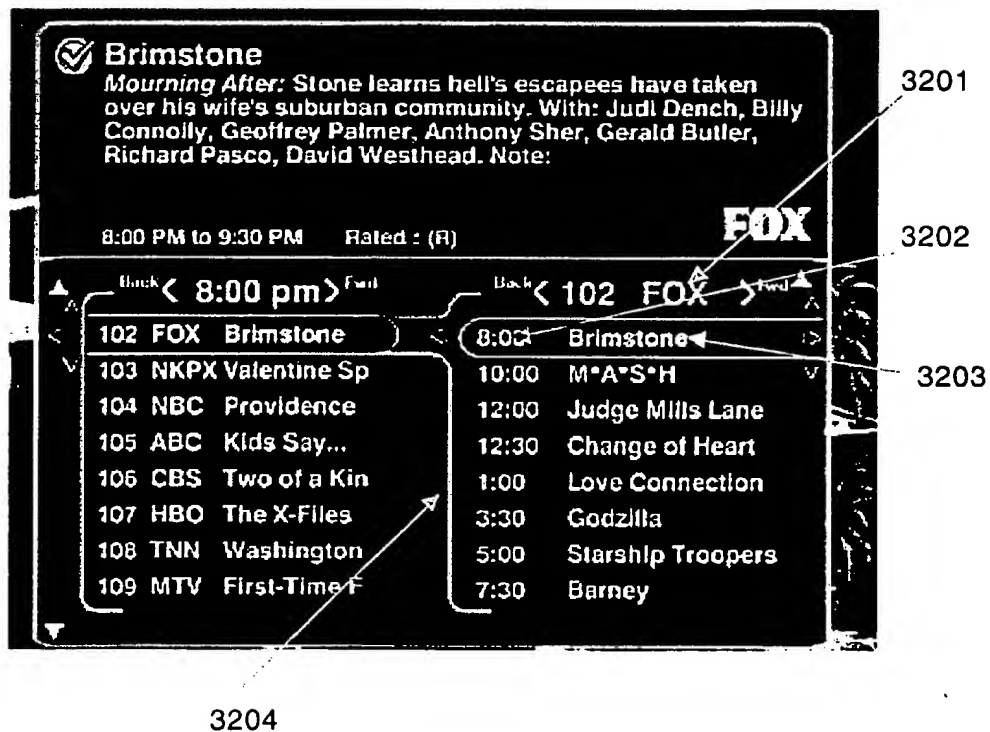 Brimstone
Mourning After: Stone learns hell's escapees have taken
over his wife's suburban community. With: Judi Dench, Billy
Connolly, Geoffrey Palmer, Anthony Sher, Gerald Butler,
Richard Pasco, David Westhead. Note:
8:00 PM to 9:30 PM Rated : (R)
FOX
Back < 8:00 pm > Fwd
102 FOX Brimstone
103 NKPX Valentine Sp
104 NBC Providence
105 ABC Kids Say...
106 CBS Two of a Kin
107 HBO The X-Files
108 TNN Washington
109 MTV First-Time F
Back < 102 FOX > Fwd
8:00 Brimstone
10:00 M*A*S*H
12:00 Judge Mills Lane
12:30 Change of Heart
1:00 Love Connection
3:30 Godzilla
5:00 Starship Troopers
7:30 Barney
3201
3202
3203
3204